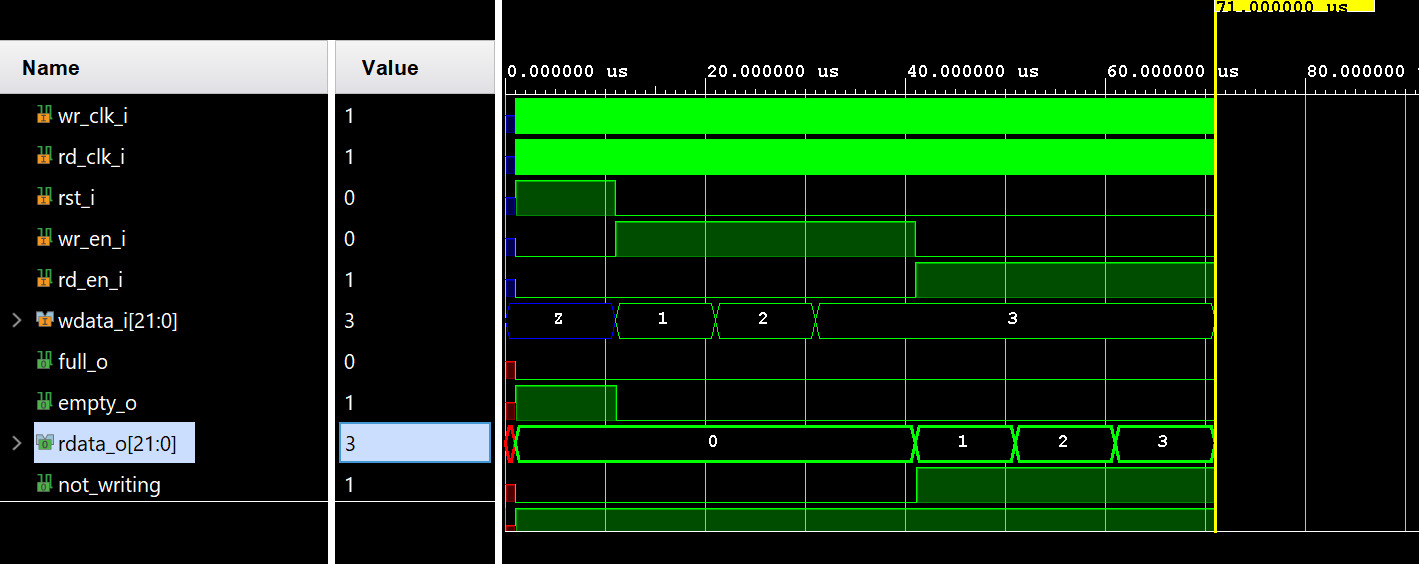 71.000000 us
Name Value
0.000000 us 20.000000 us 40.000000 us 60.000000 us 80.000000
wr_clk_i 1
rd_clk_i 1
rst_i 0
wr_en_i 0
rd_en_i 1
wdata_i[21:0] 3 Z 1 2 3
full_o 0
empty_o 1
rdata_o[21:0] 3 0 1 2 3
not_writing 1